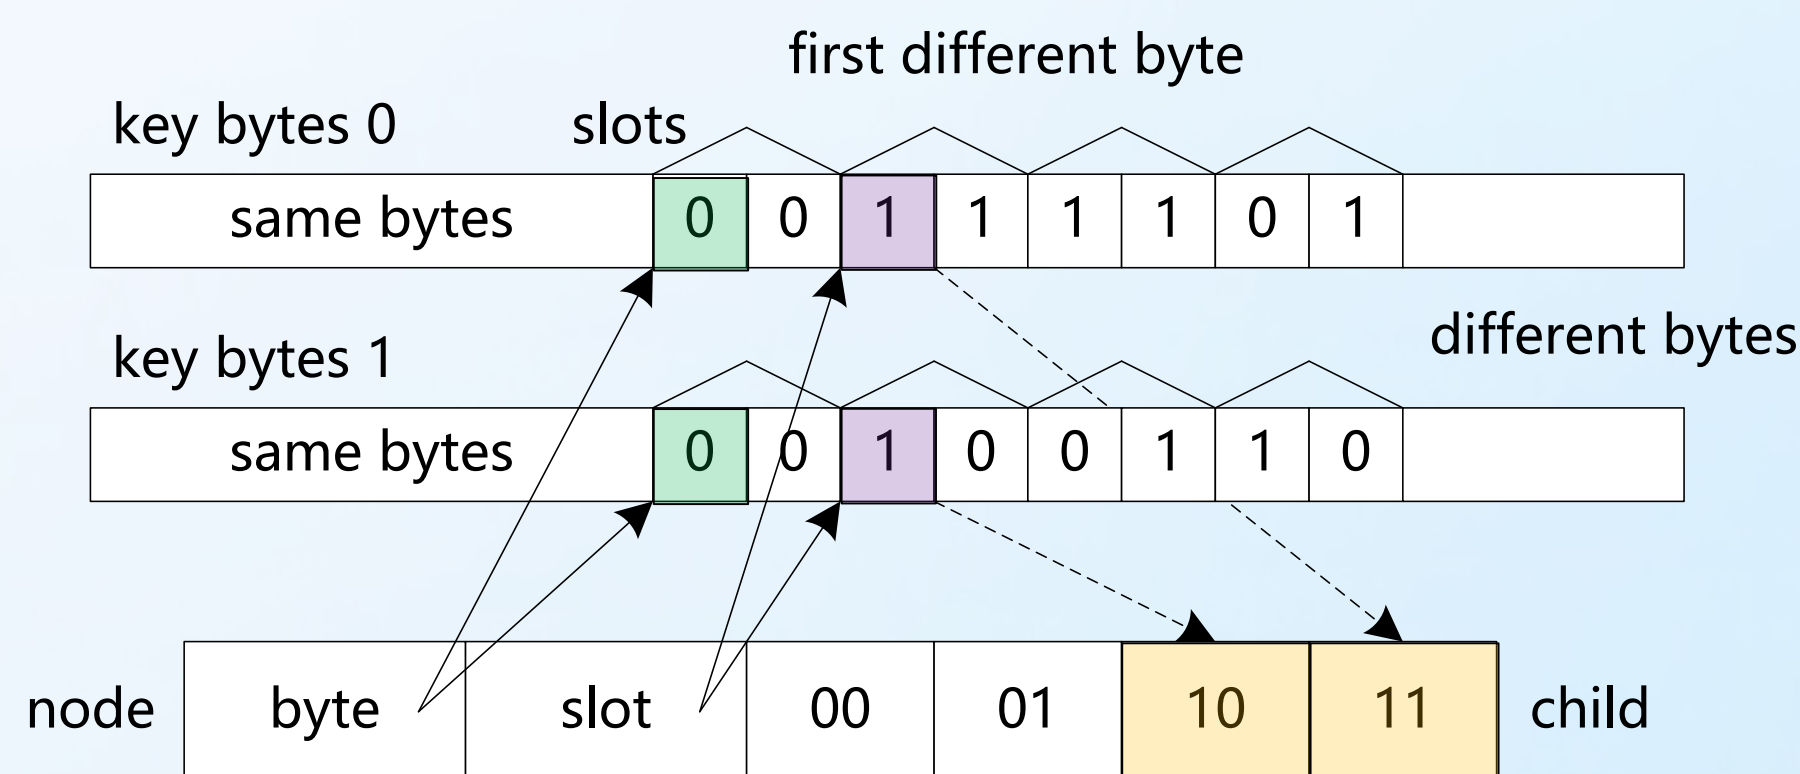 first different byte
key bytes 0 slots
same bytes 0 0 1 1 1 1 0 1
different bytes
key bytes 1
same bytes 0 0 1 0 0 1 1 0
node byte slot 00 01 10 11 child